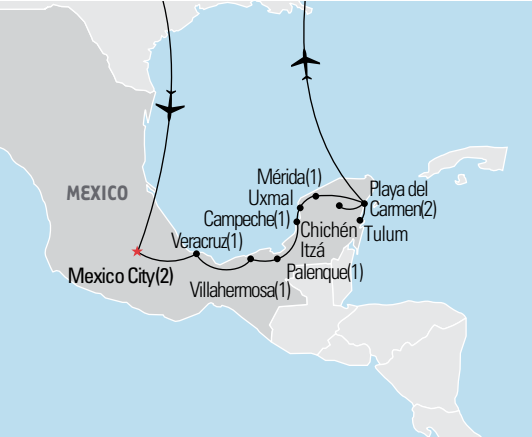 MEXICO
Mérida(1)
Uxmal
Campeche(1)
Chichén
Itzá
Playa del
Carmen(2)
Tulum
Veracruz(1)
Mexico City(2)
Villahermosa(1)
Palenque(1)